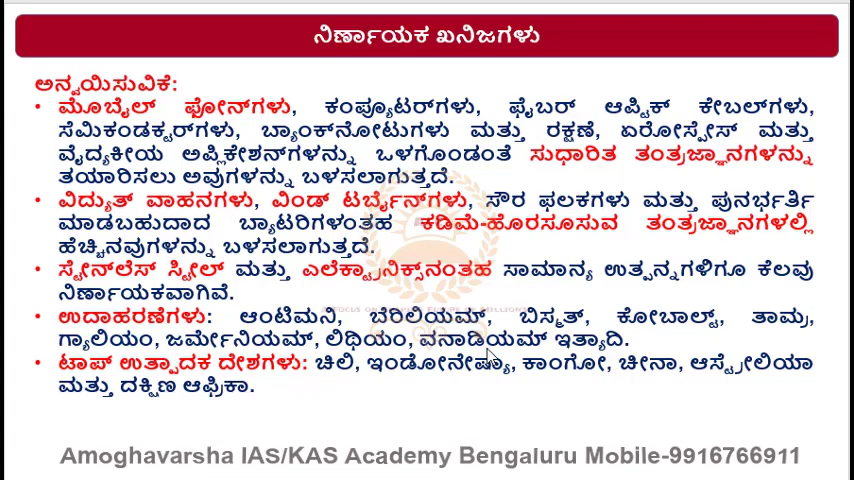 ನಿರ್ಣಾಯಕ ಖನಿಜಗಳು
ಅನ್ವಯಿಸುವಿಕೆ:
• ಮೊಬೈಲ್ ಫೋನ್‌ಗಳು, ಕಂಪ್ಯೂಟರ್‌ಗಳು, ಫೈಬರ್ ಆಪ್ಟಿಕ್ ಕೇಬಲ್‌ಗಳು,
ಸೆಮಿಕಂಡಕ್ಟರ್‌ಗಳು, ಬ್ಯಾಂಕ್‌ನೋಟುಗಳು ಮತ್ತು ರಕ್ಷಣೆ, ಏರೋಸ್ಪೇಸ್ ಮತ್ತು
ವೈದ್ಯಕೀಯ ಅಪ್ಲಿಕೇಶನ್‌ಗಳನ್ನು ಒಳಗೊಂಡಂತೆ ಸುಧಾರಿತ ತಂತ್ರಜ್ಞಾನಗಳನ್ನು
ತಯಾರಿಸಲು ಅವುಗಳನ್ನು ಬಳಸಲಾಗುತ್ತದೆ.
• ವಿದ್ಯುತ್ ವಾಹನಗಳು, ವಿಂಡ್ ಟರ್ಬೈನ್‌ಗಳು, ಸೌರ ಫಲಕಗಳು ಮತ್ತು ಪುನರ್ಭರ್ತಿ
ಮಾಡಬಹುದಾದ ಬ್ಯಾಟರಿಗಳಂತಹ ಕಡಿಮೆ-ಹೊರಸೂಸುವ ತಂತ್ರಜ್ಞಾನಗಳಲ್ಲಿ
ಹೆಚ್ಚಿನವುಗಳನ್ನು ಬಳಸಲಾಗುತ್ತದೆ.
• ಸ್ಟೇನ್‌ಲೆಸ್ ಸ್ಟೀಲ್ ಮತ್ತು ಎಲೆಕ್ಟ್ರಾನಿಕ್ಸ್‌ನಂತಹ ಸಾಮಾನ್ಯ ಉತ್ಪನ್ನಗಳಿಗೂ ಕೆಲವು
ನಿರ್ಣಾಯಕವಾಗಿವೆ.
• ಉದಾಹರಣೆಗಳು: ಆಂಟಿಮನಿ, ಬೆರಿಲಿಯಮ್, ಬಿಸ್ಮತ್, ಕೋಬಾಲ್ಟ್, ತಾಮ್ರ,
ಗ್ಯಾಲಿಯಂ, ಜರ್ಮೇನಿಯಮ್, ಲಿಥಿಯಂ, ವನಾಡಿಯಮ್ ಇತ್ಯಾದಿ.
• ಟಾಪ್ ಉತ್ಪಾದಕ ದೇಶಗಳು: ಚಿಲಿ, ಇಂಡೋನೇಷ್ಯಾ, ಕಾಂಗೋ, ಚೀನಾ, ಆಸ್ಟ್ರೇಲಿಯಾ
ಮತ್ತು ದಕ್ಷಿಣ ಆಫ್ರಿಕಾ.
Amoghavarsha IAS/KAS Academy Bengaluru Mobile-9916766911